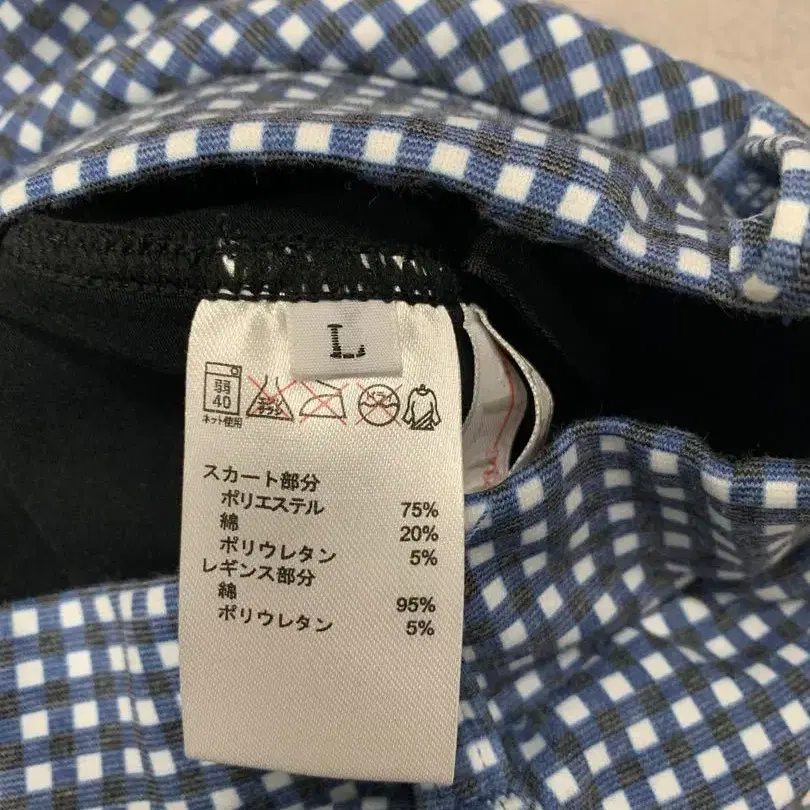 L
弱
40
ネット使用
スカート部分
ポリエステル 75%
綿 20%
ポリウレタン 5%
レギンス部分
綿 95%
ポリウレタン 5%